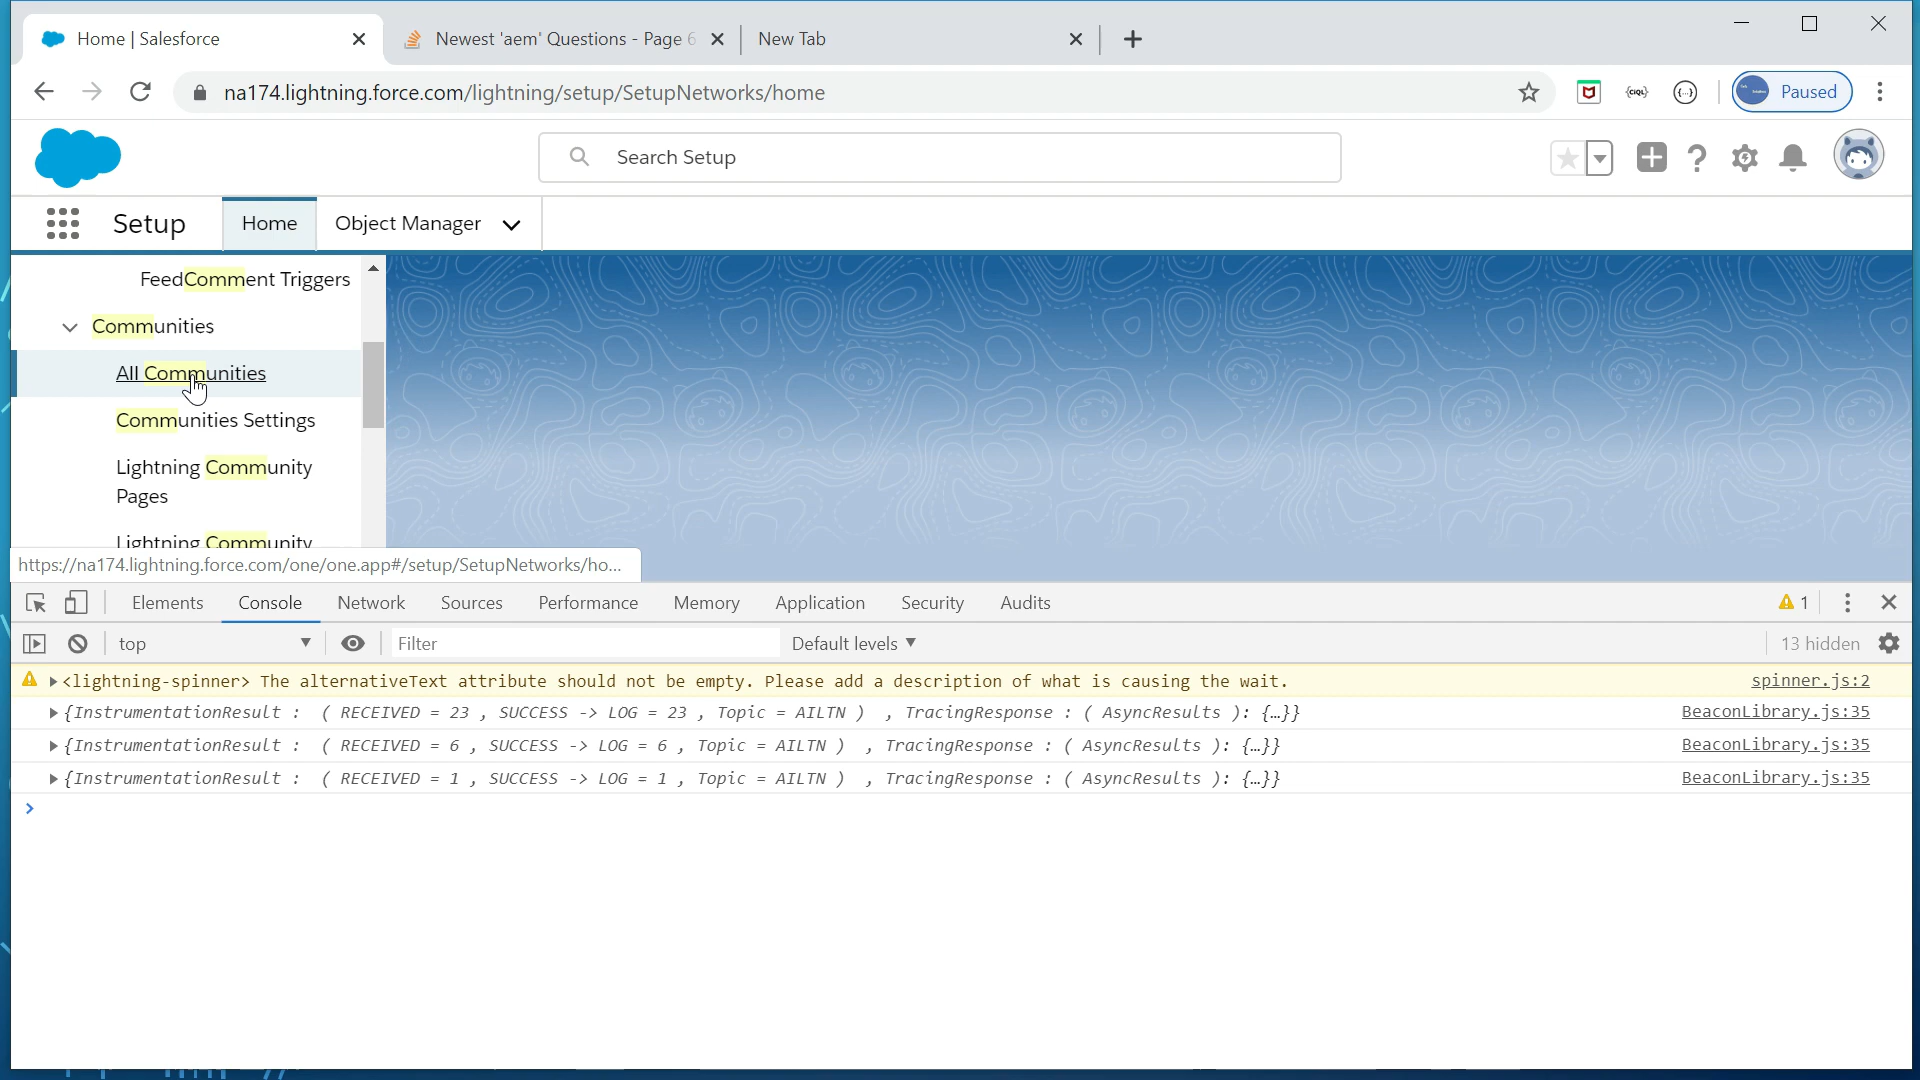 Home | Salesforce
Newest 'aem' Questions - Page 6
New Tab
na174.lightning.force.com/lightning/setup/SetupNetworks/home
Paused
Search Setup
Setup
Home
Object Manager
FeedComment Triggers
Communities
All Communities
Communities Settings
Lightning Community
Pages
Lightning Community
https://na174.lightning.force.com/one/one.app#/setup/SetupNetworks/ho...
Elements
Console
Network
Sources
Performance
Memory
Application
Security
Audits
1
top
Filter
Default levels
13 hidden
<lightning-spinner> The alternativeText attribute should not be empty. Please add a description of what is causing the wait. spinner.js:2
{InstrumentationResult : ( RECEIVED = 23 , SUCCESS -> LOG = 23 , Topic = AILTN ) , TracingResponse : ( AsyncResults ): {…}} BeaconLibrary.js:35
{InstrumentationResult : ( RECEIVED = 6 , SUCCESS -> LOG = 6 , Topic = AILTN ) , TracingResponse : ( AsyncResults ): {…}} BeaconLibrary.js:35
{InstrumentationResult : ( RECEIVED = 1 , SUCCESS -> LOG = 1 , Topic = AILTN ) , TracingResponse : ( AsyncResults ): {…}} BeaconLibrary.js:35